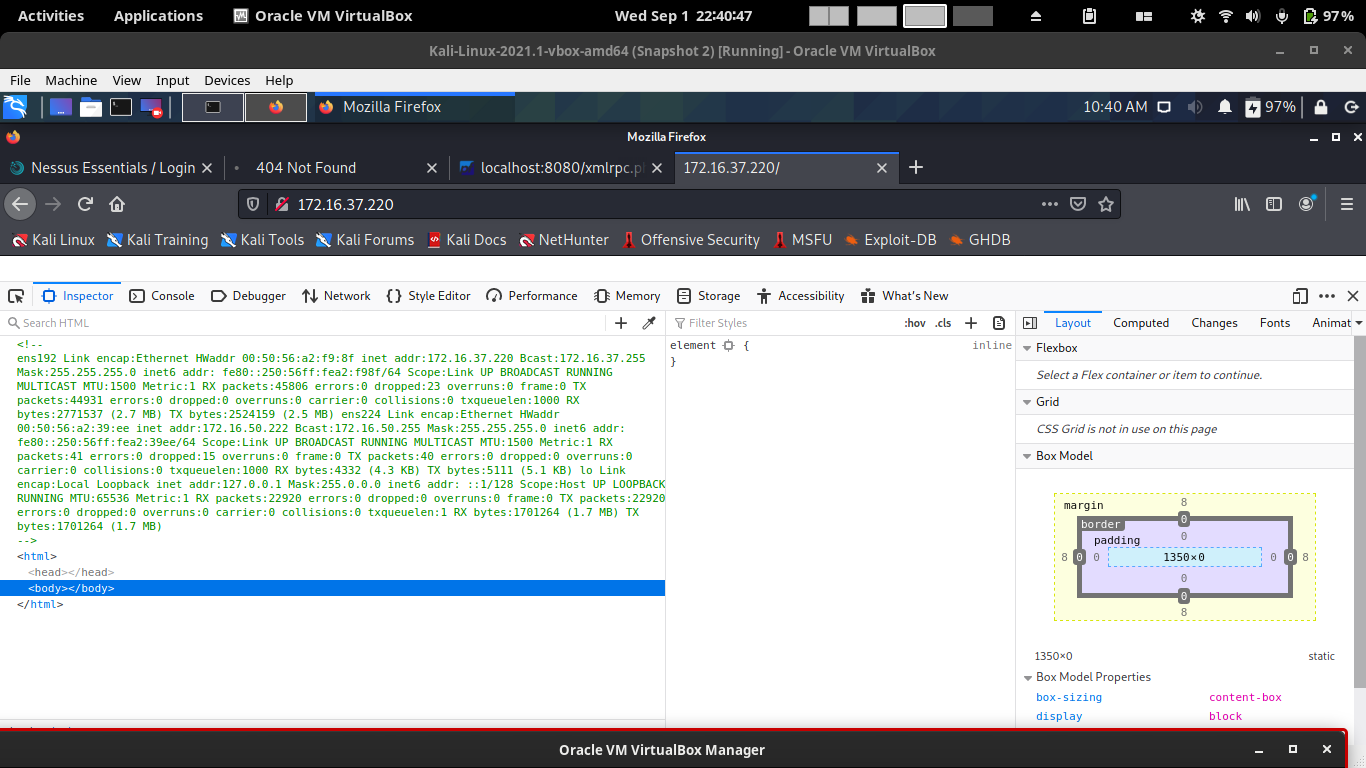 Activities Applications Oracle VM VirtualBox Wed Sep 1 22:40:47 97%
Kali-Linux-2021.1-vbox-amd64 (Snapshot 2) [Running] - Oracle VM VirtualBox
File Machine View Input Devices Help
Mozilla Firefox 10:40 AM 97%
Mozilla Firefox
Nessus Essentials / Login 404 Not Found localhost:8080/xmlrpc.p 172.16.37.220/
172.16.37.220
Kali Linux Kali Training Kali Tools Kali Forums Kali Docs NetHunter Offensive Security MSFU Exploit-DB GHDB
Inspector Console Debugger Network Style Editor Performance Memory Storage Accessibility What's New
Search HTML Filter Styles :hov .cls Layout Computed Changes Fonts Animat
<!--
ens192 Link encap:Ethernet HWaddr 00:50:56:a2:f9:8f inet addr:172.16.37.220 Bcast:172.16.37.255
Mask:255.255.255.0 inet6 addr: fe80::250:56ff:fea2:f98f/64 Scope:Link UP BROADCAST RUNNING
MULTICAST MTU:1500 Metric:1 RX packets:45806 errors:0 dropped:23 overruns:0 frame:0 TX
packets:44931 errors:0 dropped:0 overruns:0 carrier:0 collisions:0 txqueuelen:1000 RX
bytes:2771537 (2.7 MB) TX bytes:2524159 (2.5 MB) ens224 Link encap:Ethernet HWaddr
00:50:56:a2:39:ee inet addr:172.16.50.222 Bcast:172.16.50.255 Mask:255.255.255.0 inet6 addr:
fe80::250:56ff:fea2:39ee/64 Scope:Link UP BROADCAST RUNNING MULTICAST MTU:1500 Metric:1 RX
packets:41 errors:0 dropped:15 overruns:0 frame:0 TX packets:40 errors:0 dropped:0 overruns:0
carrier:0 collisions:0 txqueuelen:1000 RX bytes:4332 (4.3 KB) TX bytes:5111 (5.1 KB) lo Link
encap:Local Loopback inet addr:127.0.0.1 Mask:255.0.0.0 inet6 addr: ::1/128 Scope:Host UP LOOPBACK
RUNNING MTU:65536 Metric:1 RX packets:22920 errors:0 dropped:0 overruns:0 frame:0 TX packets:22920
errors:0 dropped:0 overruns:0 carrier:0 collisions:0 txqueuelen:1 RX bytes:1701264 (1.7 MB) TX
bytes:1701264 (1.7 MB)
-->
<html>
<head></head>
<body></body>
</html>
element { inline
}
Flexbox
Select a Flex container or item to continue.
Grid
CSS Grid is not in use on this page
Box Model
margin 8
border 0
padding 0
8 0 0 1350×0 0 0 8
0
0
8
1350×0 static
Box Model Properties
box-sizing content-box
display block
Oracle VM VirtualBox Manager